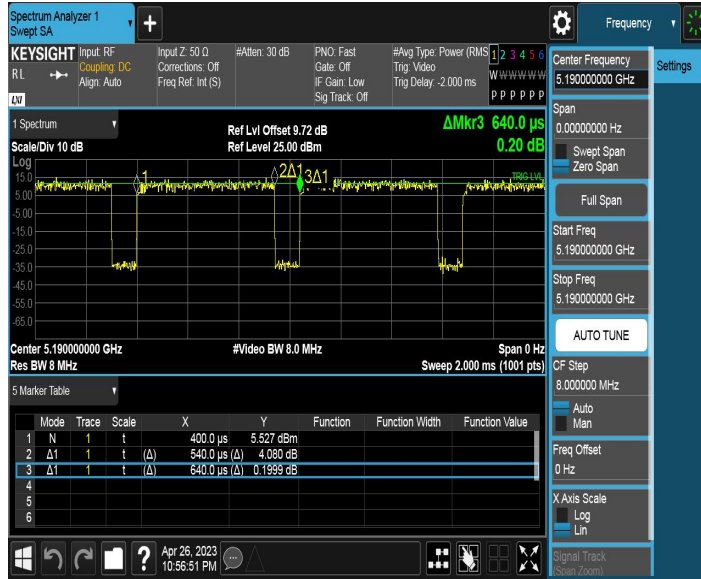 Spectrum Analyzer 1
Swept SA
Frequency
KEYSIGHT
RL
LXI
Input: RF
Coupling: DC
Align: Auto
Input Z: 50 Ω
Corrections: Off
Freq Ref: Int (S)
#Atten: 30 dB
PNO: Fast
Gate: Off
IF Gain: Low
Sig Track: Off
#Avg Type: Power (RMS
Trig: Video
Trig Delay: -2.000 ms
1 2 3 4 5 6
W W W W W W
P P P P P P
1 Spectrum
Scale/Div 10 dB
Ref Lvl Offset 9.72 dB
Ref Level 25.00 dBm
ΔMkr3 640.0 µs
0.20 dB
Log
15.0
5.00
-5.00
-15.0
-25.0
-35.0
-45.0
-55.0
-65.0
1
2Δ1
3Δ1
TRIG LVL
Center 5.190000000 GHz
Res BW 8 MHz
#Video BW 8.0 MHz
Span 0 Hz
Sweep 2.000 ms (1001 pts)
5 Marker Table
Mode Trace Scale X Y Function Function Width Function Value
1 N 1 t 400.0 µs 5.527 dBm
2 Δ1 1 t (Δ) 540.0 µs (Δ) 4.080 dB
3 Δ1 1 t (Δ) 640.0 µs (Δ) 0.1999 dB
4
5
6
?
Apr 26, 2023
10:56:51 PM
Center Frequency
5.190000000 GHz
Settings
Span
0.00000000 Hz
Swept Span
Zero Span
Full Span
Start Freq
5.190000000 GHz
Stop Freq
5.190000000 GHz
AUTO TUNE
CF Step
8.000000 MHz
Auto
Man
Freq Offset
0 Hz
X Axis Scale
Log
Lin
Signal Track
(Span Zoom)